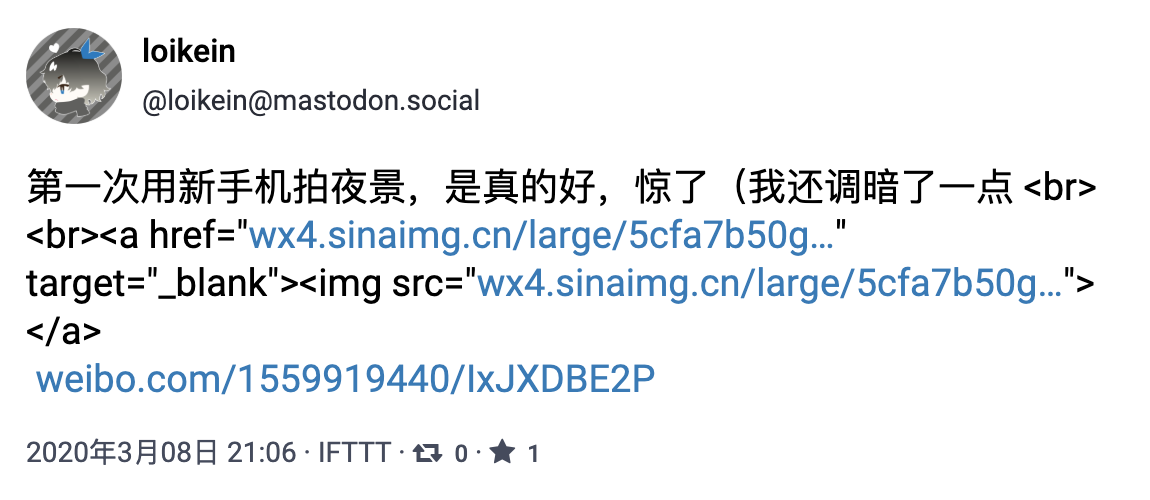 loikein
@loikein@mastodon.social
第一次用新手机拍夜景，是真的好，惊了（我还调暗了一点 <br>
<br><a href="wx4.sinaimg.cn/large/5cfa7b50g…"
target="_blank"><img src="wx4.sinaimg.cn/large/5cfa7b50g…">
</a>
weibo.com/1559919440/IxJXDBE2P
2020年3月08日 21:06 · IFTTT · 0 · 1